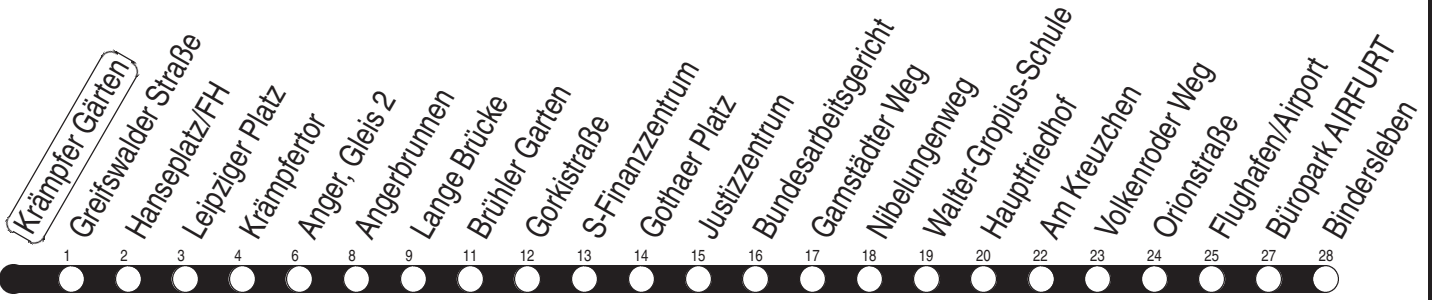 Krämpfer Gärten
Greifswalder Straße
Hanseplatz/FH
Leipziger Platz
Krämpfertor
Anger, Gleis 2
Angerbrunnen
Lange Brücke
Brühler Garten
Gorkistraße
S-Finanzzentrum
Gothaer Platz
Justizzentrum
Bundesarbeitsgericht
Gamstädter Weg
Nibelungenweg
Walter-Gropius-Schule
Hauptfriedhof
Am Kreuzchen
Volkenroder Weg
Orionstraße
Flughafen/Airport
Büropark AIRFURT
Bindersleben
1 2 3 4 6 8 9 11 12 13 14 15 16 17 18 19 20 22 23 24 25 27 28